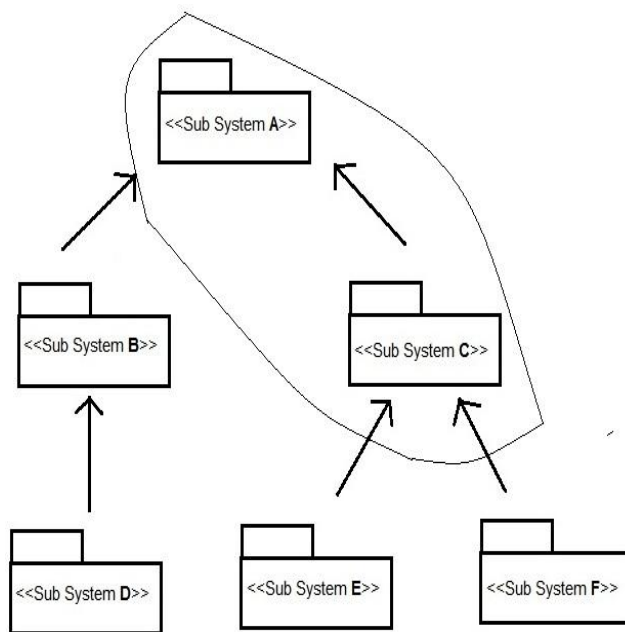 <<Sub System A>>
<<Sub System B>>
<<Sub System C>>
<<Sub System D>>
<<Sub System E>>
<<Sub System F>>